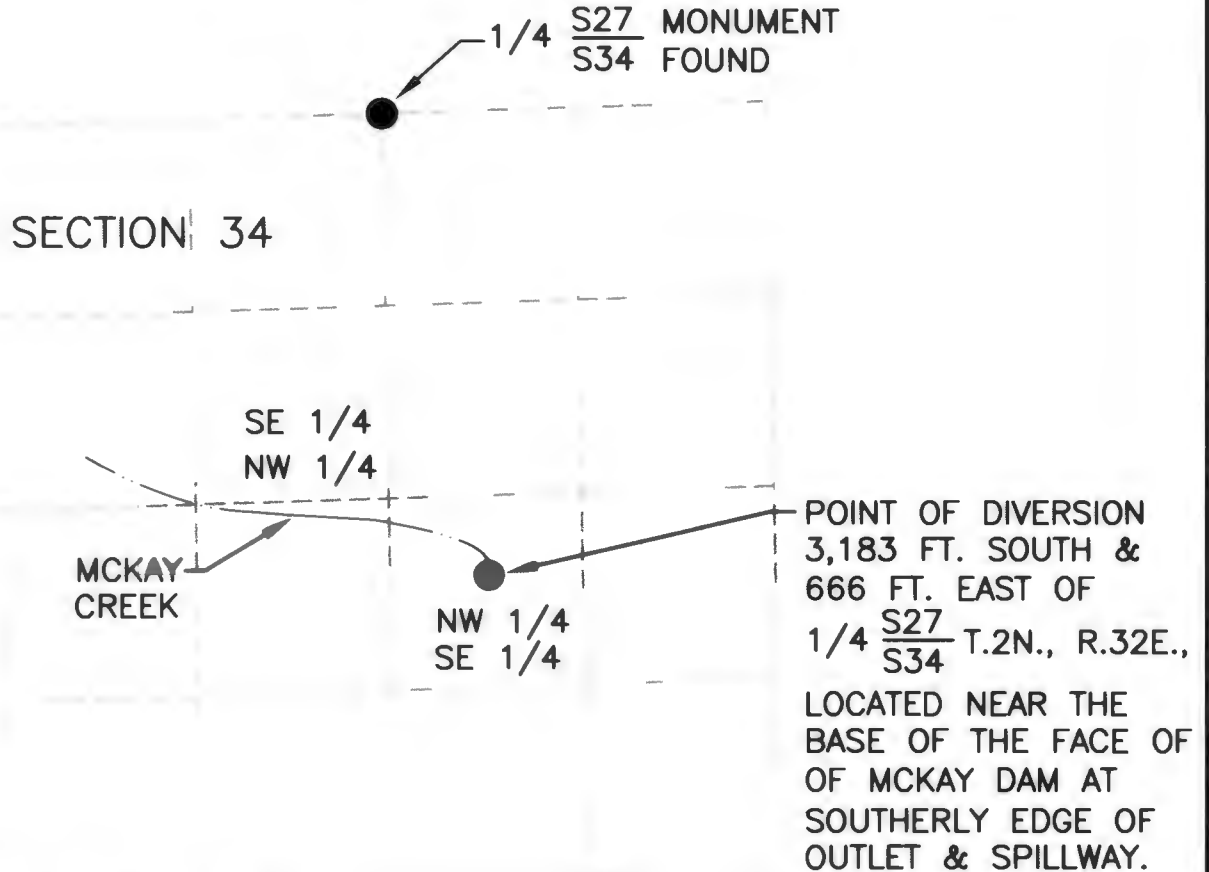 1/4 S27 MONUMENT
S34 FOUND
SECTION 34
SE 1/4
NW 1/4
MCKAY
CREEK
NW 1/4
SE 1/4
POINT OF DIVERSION
3,183 FT. SOUTH &
666 FT. EAST OF
1/4 S27/S34 T.2N., R.32E.,
LOCATED NEAR THE
BASE OF THE FACE OF
OF MCKAY DAM AT
SOUTHERLY EDGE OF
OUTLET & SPILLWAY.